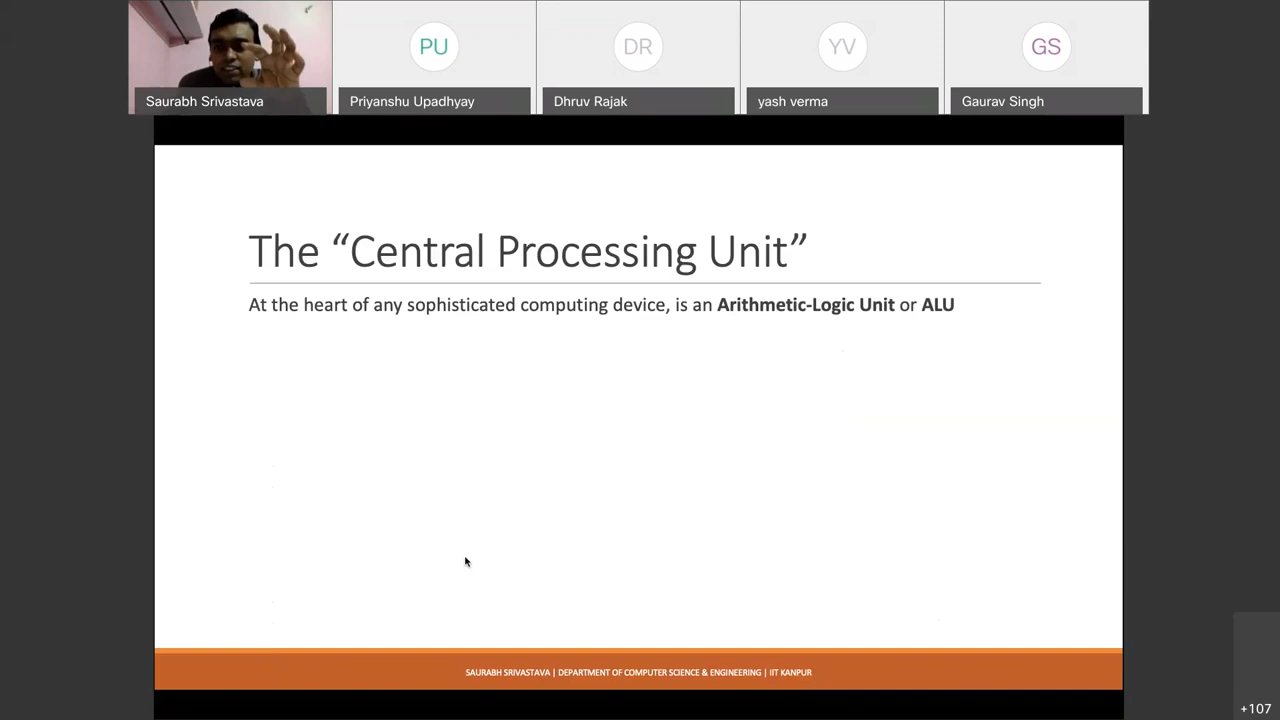 PU
DR
YV
GS
Saurabh Srivastava
Priyanshu Upadhyay
Dhruv Rajak
yash verma
Gaurav Singh
The “Central Processing Unit”
At the heart of any sophisticated computing device, is an Arithmetic-Logic Unit or ALU
SAURABH SRIVASTAVA | DEPARTMENT OF COMPUTER SCIENCE & ENGINEERING | IIT KANPUR
+107